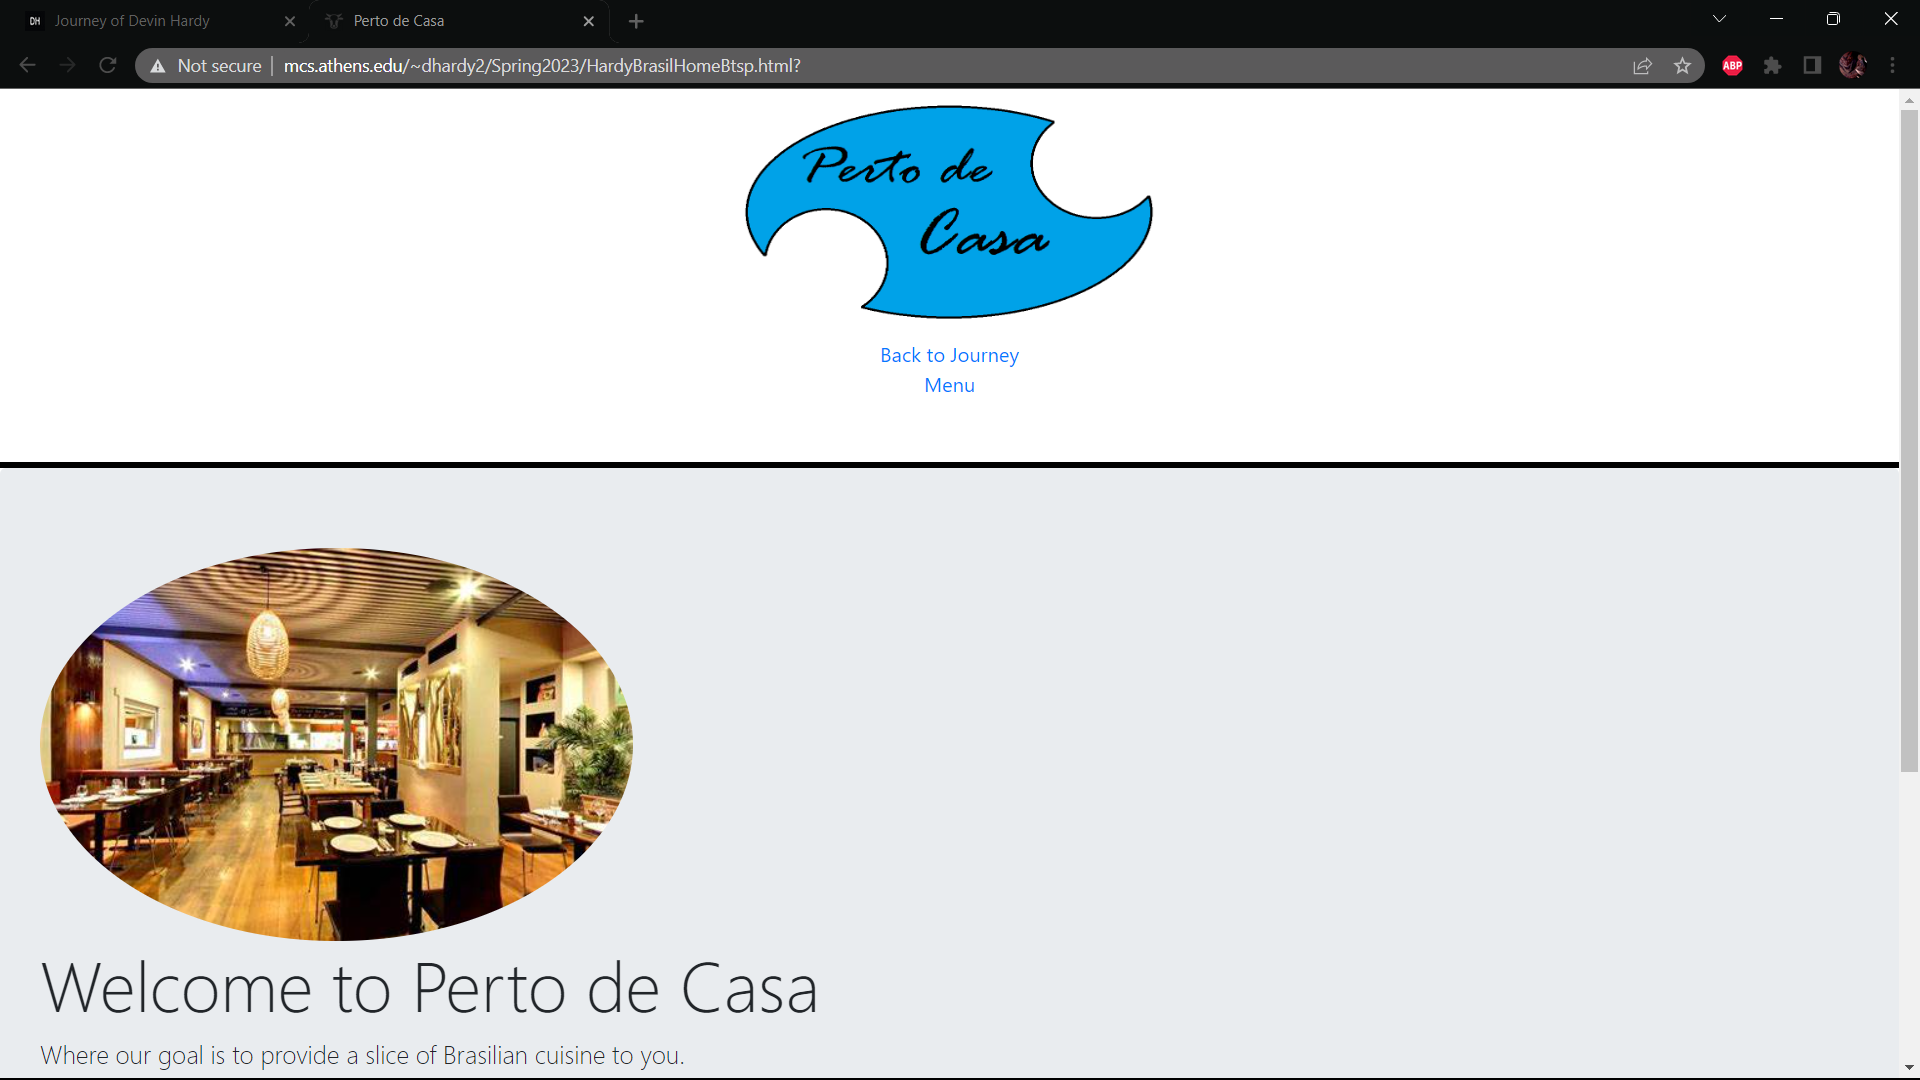 DH Journey of Devin Hardy
Perto de Casa
Not secure
mcs.athens.edu/~dhardy2/Spring2023/HardyBrasilHomeBtsp.html?
ABP
Perto de
Casa
Back to Journey
Menu
Welcome to Perto de Casa
Where our goal is to provide a slice of Brasilian cuisine to you.